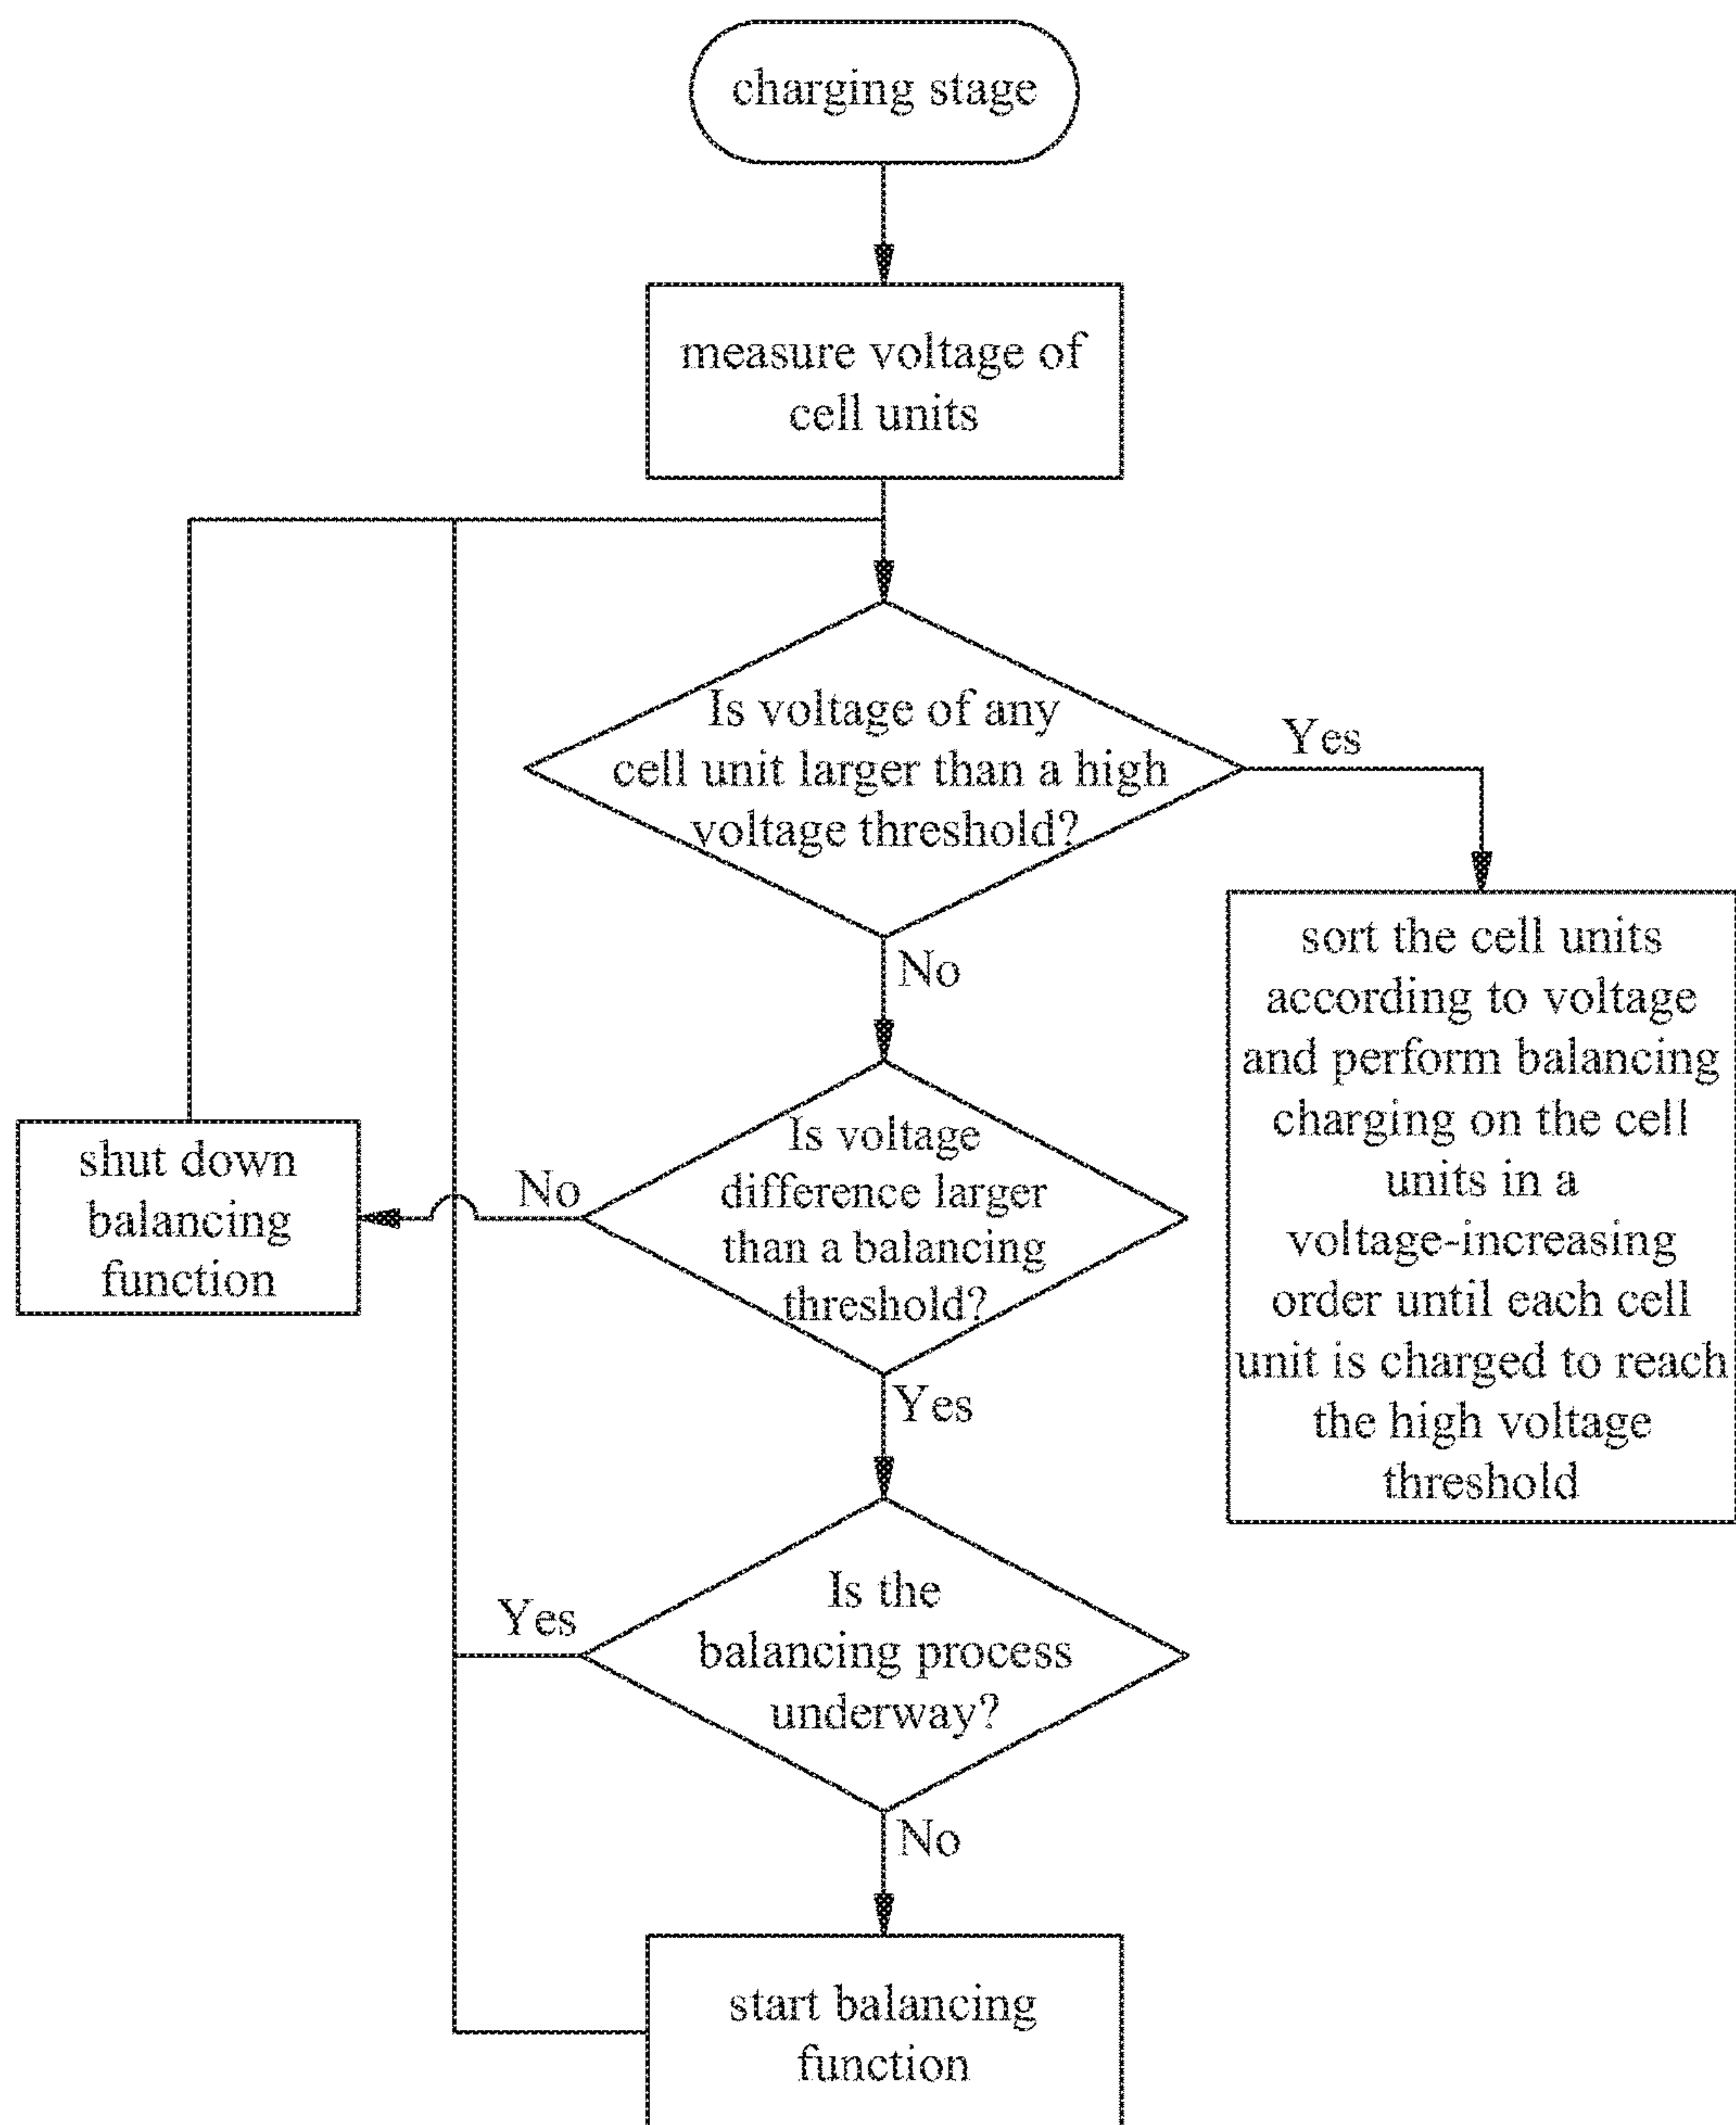 charging stage
measure voltage of
cell units
Is voltage of any
cell unit larger than a high
voltage threshold?
Yes
No
sort the cell units
according to voltage
and perform balancing
charging on the cell
units in a
voltage-increasing
order until each cell
unit is charged to reach
the high voltage
threshold
Is voltage
difference larger
than a balancing
threshold?
No
shut down
balancing
function
Yes
Is the
balancing process
underway?
Yes
No
start balancing
function